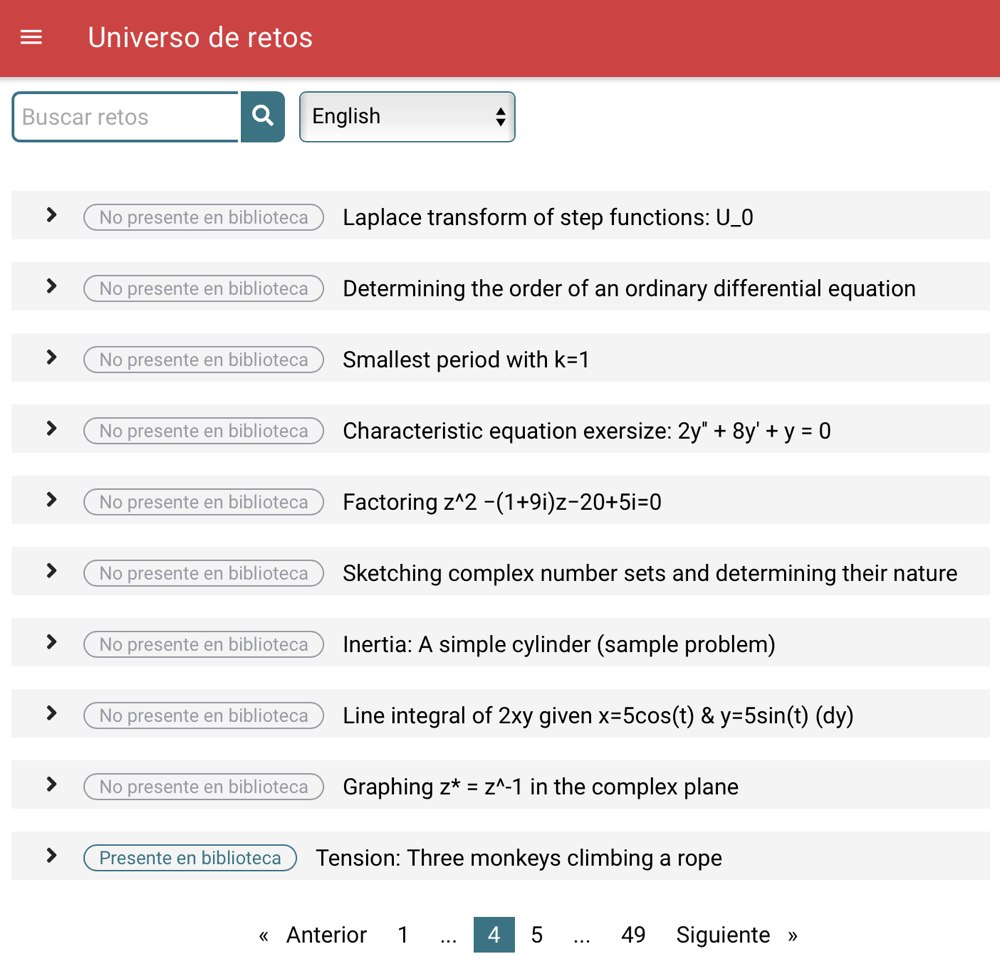 Universo de retos
Buscar retos English
No presente en biblioteca Laplace transform of step functions: U_0
No presente en biblioteca Determining the order of an ordinary differential equation
No presente en biblioteca Smallest period with k=1
No presente en biblioteca Characteristic equation exersize: 2y'' + 8y' + y = 0
No presente en biblioteca Factoring z^2 −(1+9i)z−20+5i=0
No presente en biblioteca Sketching complex number sets and determining their nature
No presente en biblioteca Inertia: A simple cylinder (sample problem)
No presente en biblioteca Line integral of 2xy given x=5cos(t) & y=5sin(t) (dy)
No presente en biblioteca Graphing z* = z^-1 in the complex plane
Presente en biblioteca Tension: Three monkeys climbing a rope
« Anterior 1 ... 4 5 ... 49 Siguiente »